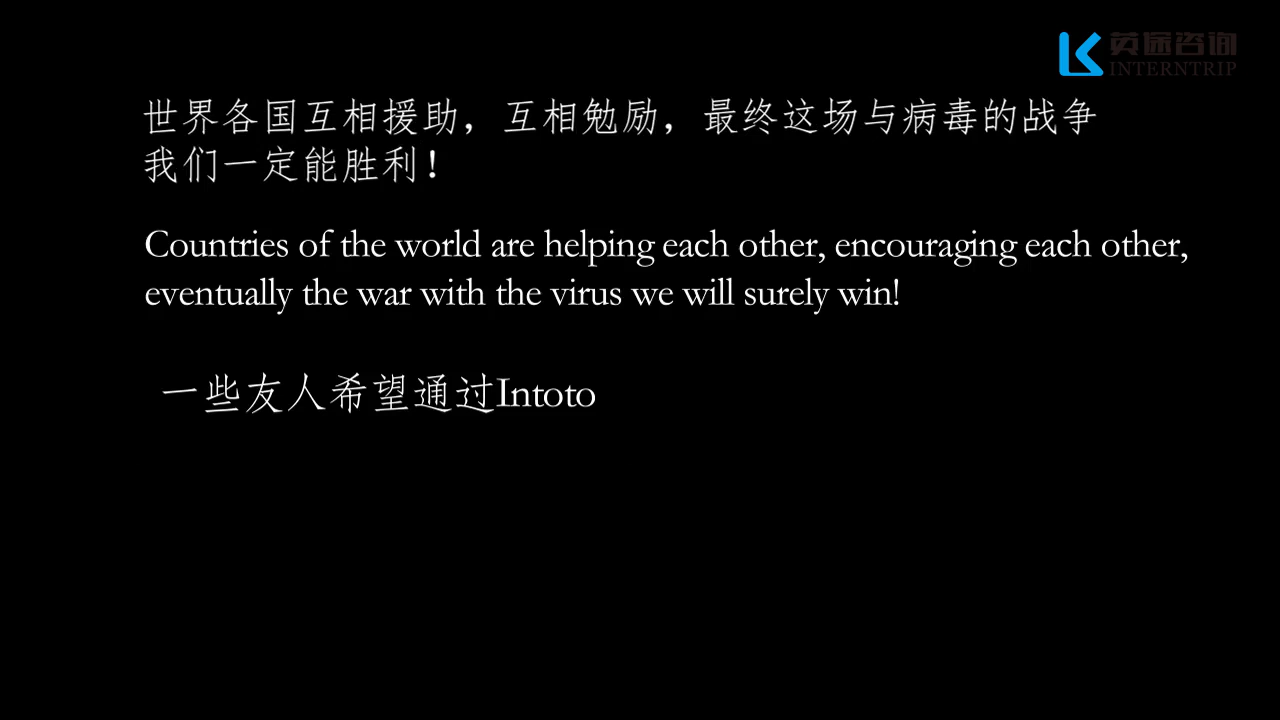 英途咨询
INTERNTRIP
世界各国互相援助，互相勉励，最终这场与病毒的战争
我们一定能胜利！
Countries of the world are helping each other, encouraging each other,
eventually the war with the virus we will surely win!
一些友人希望通过Intoto